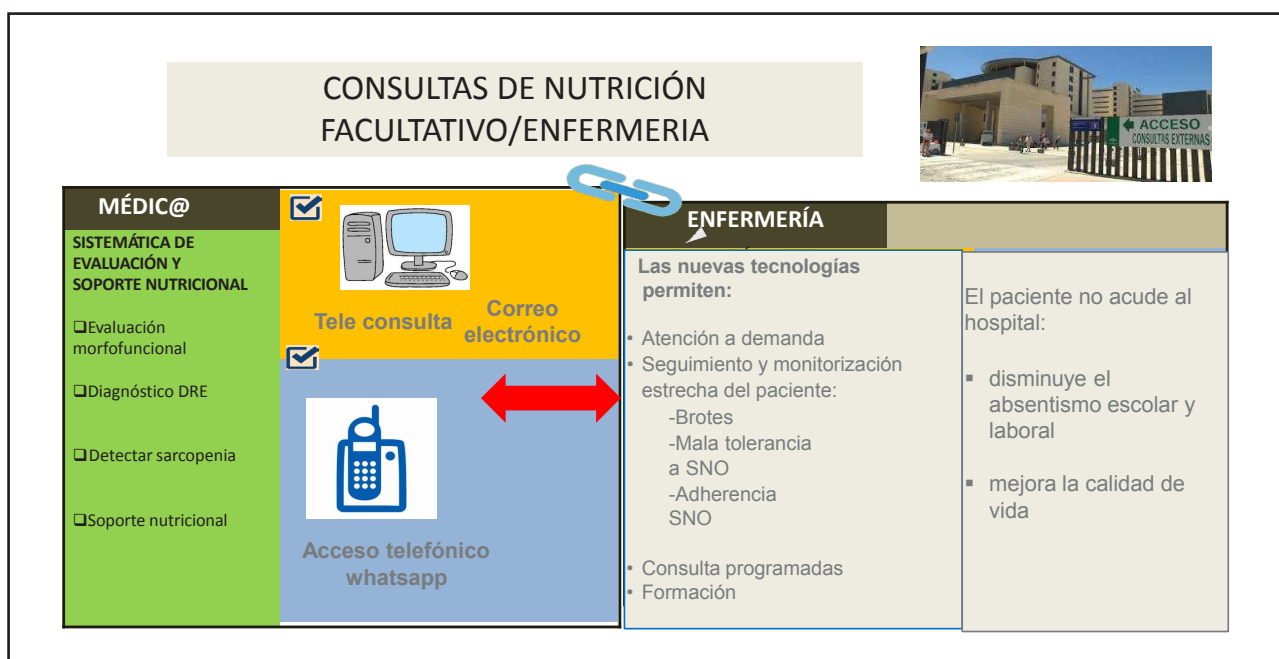 CONSULTAS DE NUTRICIÓN
FACULTATIVO/ENFERMERIA
ACCESO
CONSULTAS EXTERNAS
MÉDIC@
SISTEMÁTICA DE
EVALUACIÓN Y
SOPORTE NUTRICIONAL
❑Evaluación
morfofuncional
❑Diagnóstico DRE
❑Detectar sarcopenia
❑Soporte nutricional
Tele consulta
Correo
electrónico
Acceso telefónico
whatsapp
ENFERMERÍA
Las nuevas tecnologías
permiten:
• Atención a demanda
• Seguimiento y monitorización
estrecha del paciente:
-Brotes
-Mala tolerancia
a SNO
-Adherencia
SNO
• Consulta programadas
• Formación
El paciente no acude al
hospital:
▪ disminuye el
absentismo escolar y
laboral
▪ mejora la calidad de
vida